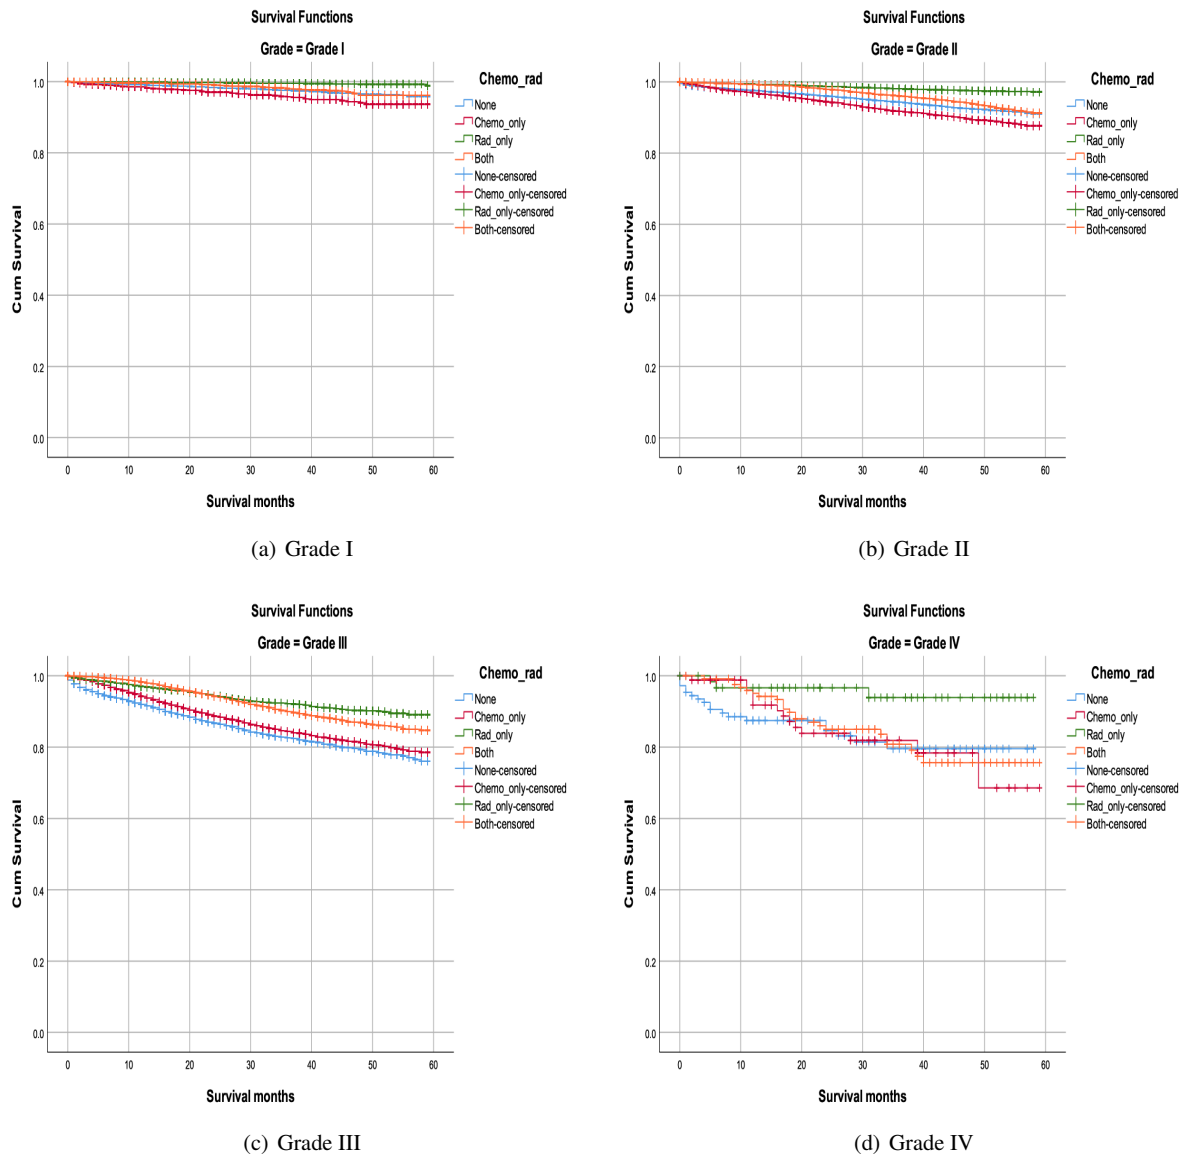 Survival Functions
Grade = Grade I
Chemo_rad
None
Chemo_only
Rad_only
Both
None-censored
Chemo_only-censored
Rad_only-censored
Both-censored
Cum Survival
1.0
0.8
0.6
0.4
0.2
0.0
0 10 20 30 40 50 60
Survival months
(a) Grade I
Survival Functions
Grade = Grade II
Chemo_rad
None
Chemo_only
Rad_only
Both
None-censored
Chemo_only-censored
Rad_only-censored
Both-censored
Cum Survival
1.0
0.8
0.6
0.4
0.2
0.0
0 10 20 30 40 50 60
Survival months
(b) Grade II
Survival Functions
Grade = Grade III
Chemo_rad
None
Chemo_only
Rad_only
Both
None-censored
Chemo_only-censored
Rad_only-censored
Both-censored
Cum Survival
1.0
0.8
0.6
0.4
0.2
0.0
0 10 20 30 40 50 60
Survival months
(c) Grade III
Survival Functions
Grade = Grade IV
Chemo_rad
None
Chemo_only
Rad_only
Both
None-censored
Chemo_only-censored
Rad_only-censored
Both-censored
Cum Survival
1.0
0.8
0.6
0.4
0.2
0.0
0 10 20 30 40 50 60
Survival months
(d) Grade IV